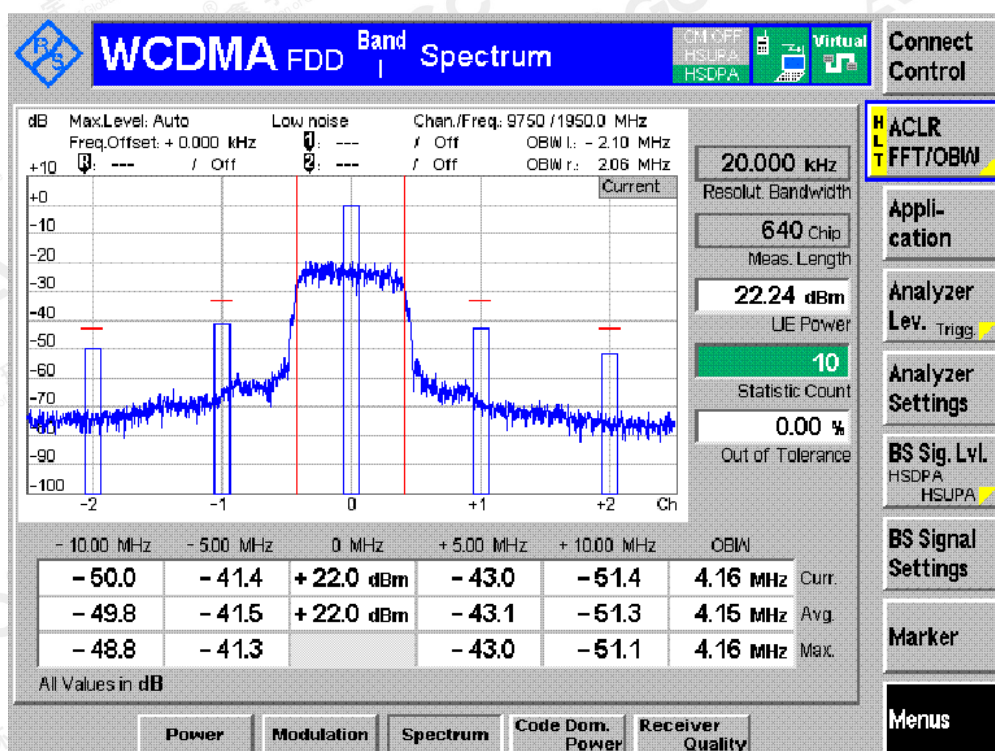 R&S
WCDMA FDD Band I Spectrum
CM OFF
HSUPA
HSDPA
Virtual
Connect Control
dB Max.Level: Auto Low noise Chan./Freq.: 9750 /1950.0 MHz
Freq.Offset: + 0.000 kHz 1: --- / Off OBW l.: - 2.10 MHz
3: --- / Off 2: --- / Off OBW r.: 2.06 MHz
Current
+10
+0
-10
-20
-30
-40
-50
-60
-70
-80
-90
-100
-2 -1 0 +1 +2 Ch
20.000 kHz
Resolut. Bandwidth
640 Chip
Meas. Length
22.24 dBm
UE Power
10
Statistic Count
0.00 %
Out of Tolerance
- 10.00 MHz - 5.00 MHz 0 MHz + 5.00 MHz + 10.00 MHz OBW
- 50.0 - 41.4 + 22.0 dBm - 43.0 - 51.4 4.16 MHz Curr.
- 49.8 - 41.5 + 22.0 dBm - 43.1 - 51.3 4.15 MHz Avg.
- 48.8 - 41.3 - 43.0 - 51.1 4.16 MHz Max.
All Values in dB
H L T
ACLR
FFT/OBW
Appli-
cation
Analyzer
Lev. Trigg.
Analyzer
Settings
BS Sig. Lvl.
HSDPA
HSUPA
BS Signal
Settings
Marker
Menus
Power
Modulation
Spectrum
Code Dom.
Power
Receiver
Quality